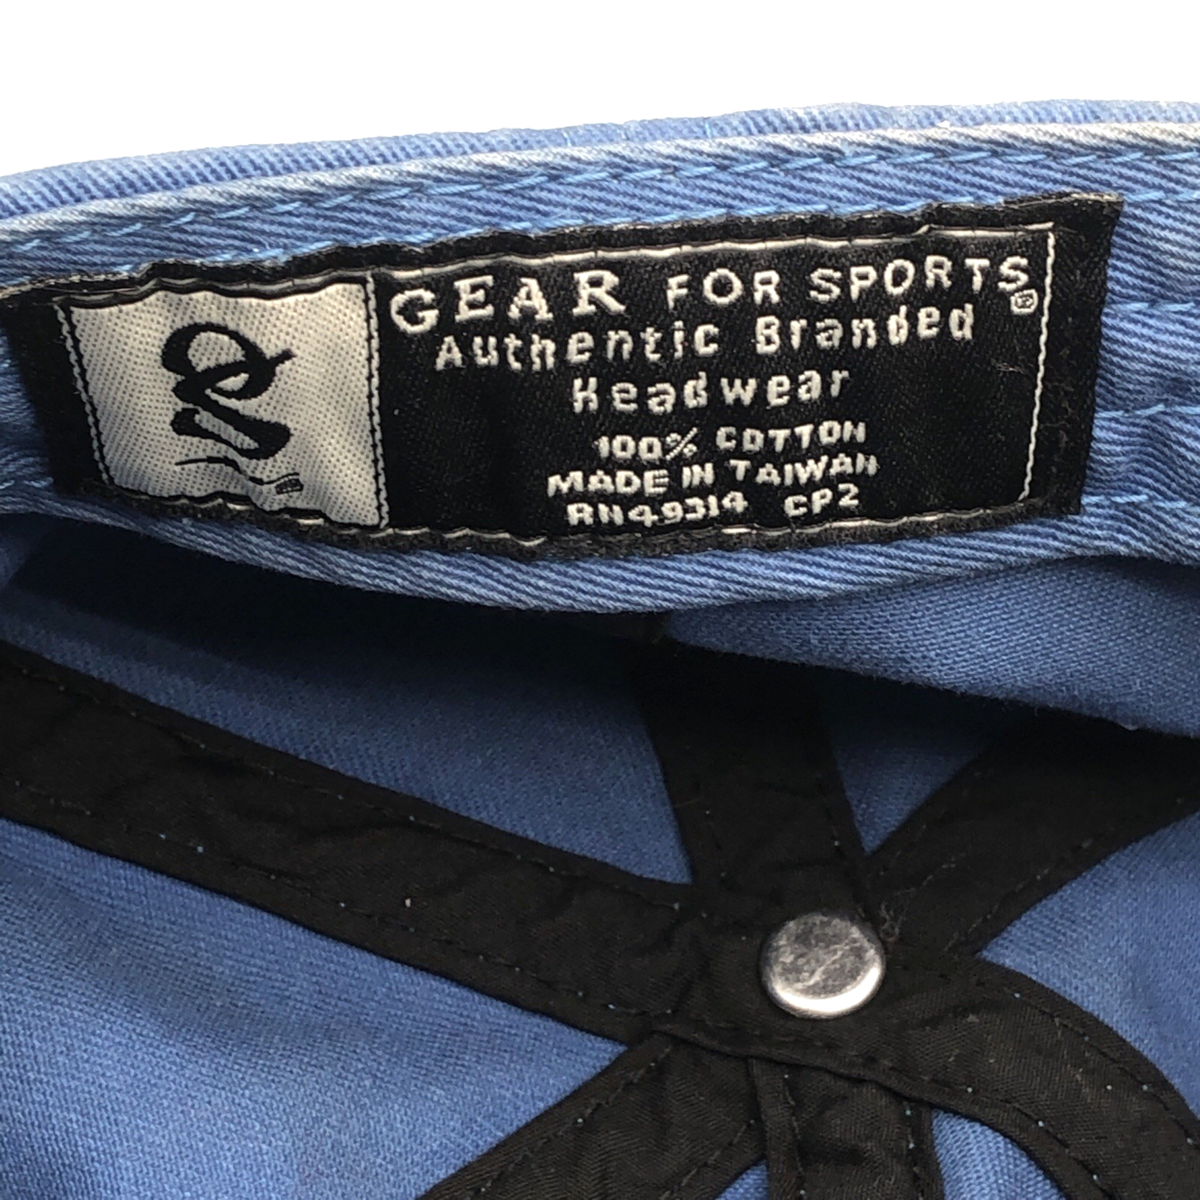 GEAR FOR SPORTS®
Authentic Branded
Headwear
100% COTTON
MADE IN TAIWAN
RN49314 CP2